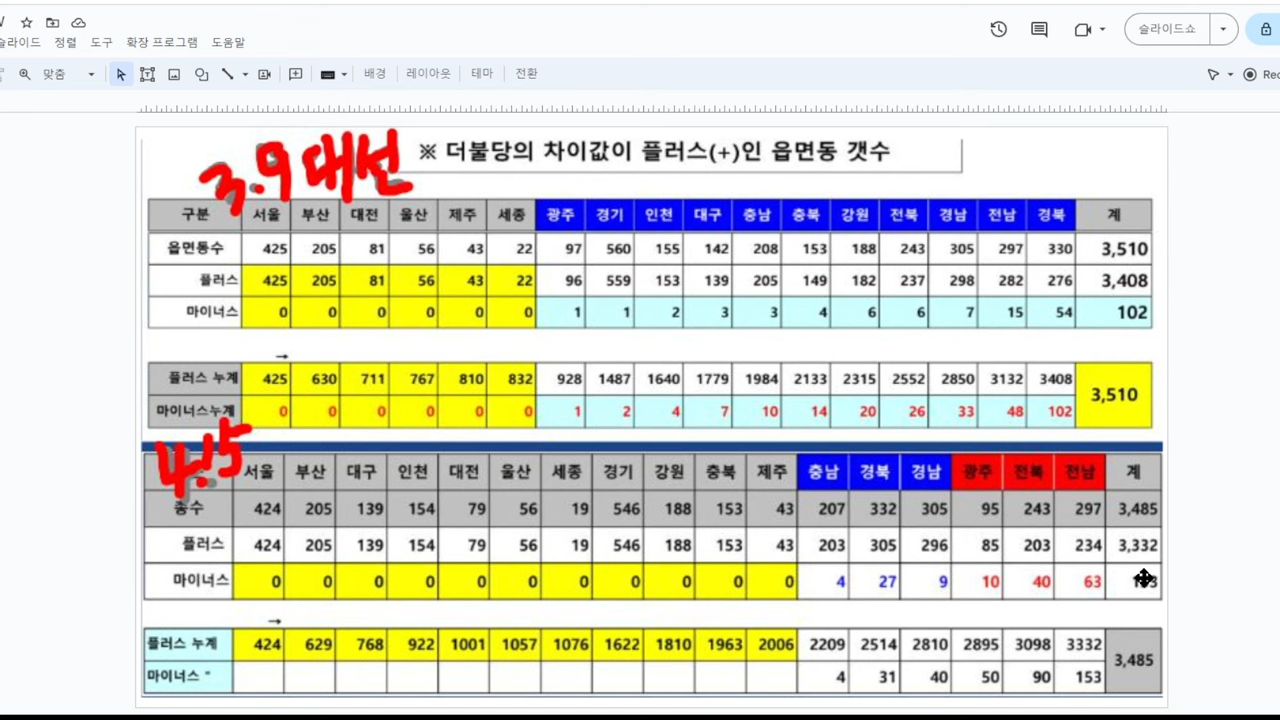 슬라이드 정렬 도구 확장 프로그램 도움말 슬라이드쇼
맞춤 배경 레이아웃 테마 전환 Rec
3.9 대선
※ 더불당의 차이값이 플러스(+)인 읍면동 갯수
구분 서울 부산 대전 울산 제주 세종 광주 경기 인천 대구 충남 충북 강원 전북 경남 전남 경북 계
읍면동수 425 205 81 56 43 22 97 560 155 142 208 153 188 243 305 297 330 3,510
플러스 425 205 81 56 43 22 96 559 153 139 205 149 182 237 298 282 276 3,408
마이너스 0 0 0 0 0 0 1 1 2 3 3 4 6 6 7 15 54 102
→
플러스 누계 425 630 711 767 810 832 928 1487 1640 1779 1984 2133 2315 2552 2850 3132 3408 3,510
마이너스누계 0 0 0 0 0 0 1 2 4 7 10 14 20 26 33 48 102
4.15
서울 부산 대구 인천 대전 울산 세종 경기 강원 충북 제주 충남 경북 경남 광주 전북 전남 계
총수 424 205 139 154 79 56 19 546 188 153 43 207 332 305 95 243 297 3,485
플러스 424 205 139 154 79 56 19 546 188 153 43 203 305 296 85 203 234 3,332
마이너스 0 0 0 0 0 0 0 0 0 0 0 4 27 9 10 40 63
→
플러스 누계 424 629 768 922 1001 1057 1076 1622 1810 1963 2006 2209 2514 2810 2895 3098 3332 3,485
마이너스 " 4 31 40 50 90 153